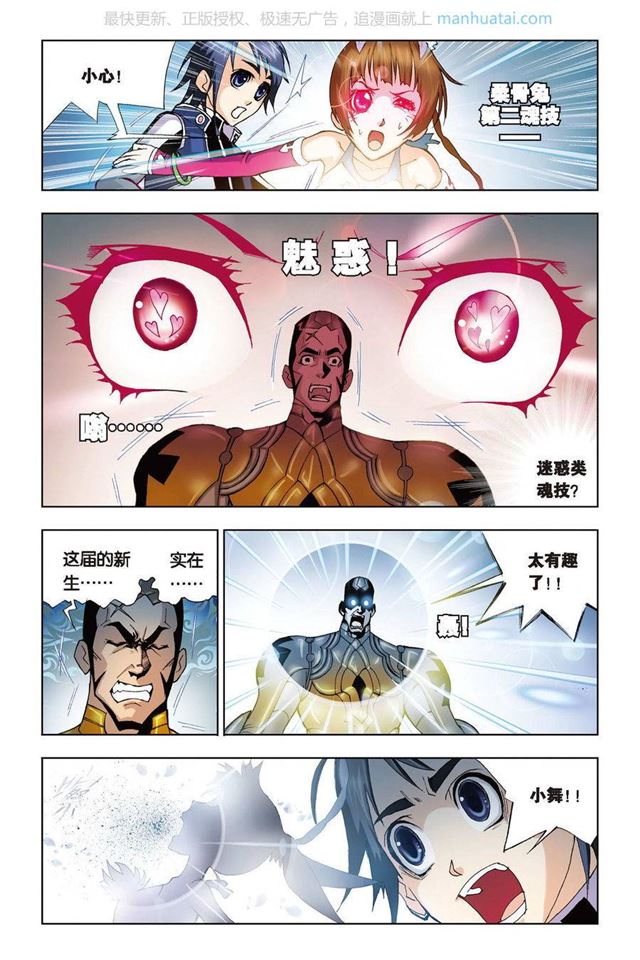 最快更新、正版授权、极速无广告，追漫画就上 manhuatai.com
小心！
柔骨兔
第二魂技
——
魅惑！
嗡……
迷惑类
魂技？
这届的新
生……
实在
……
太有趣
了！！
轰！
小舞！！